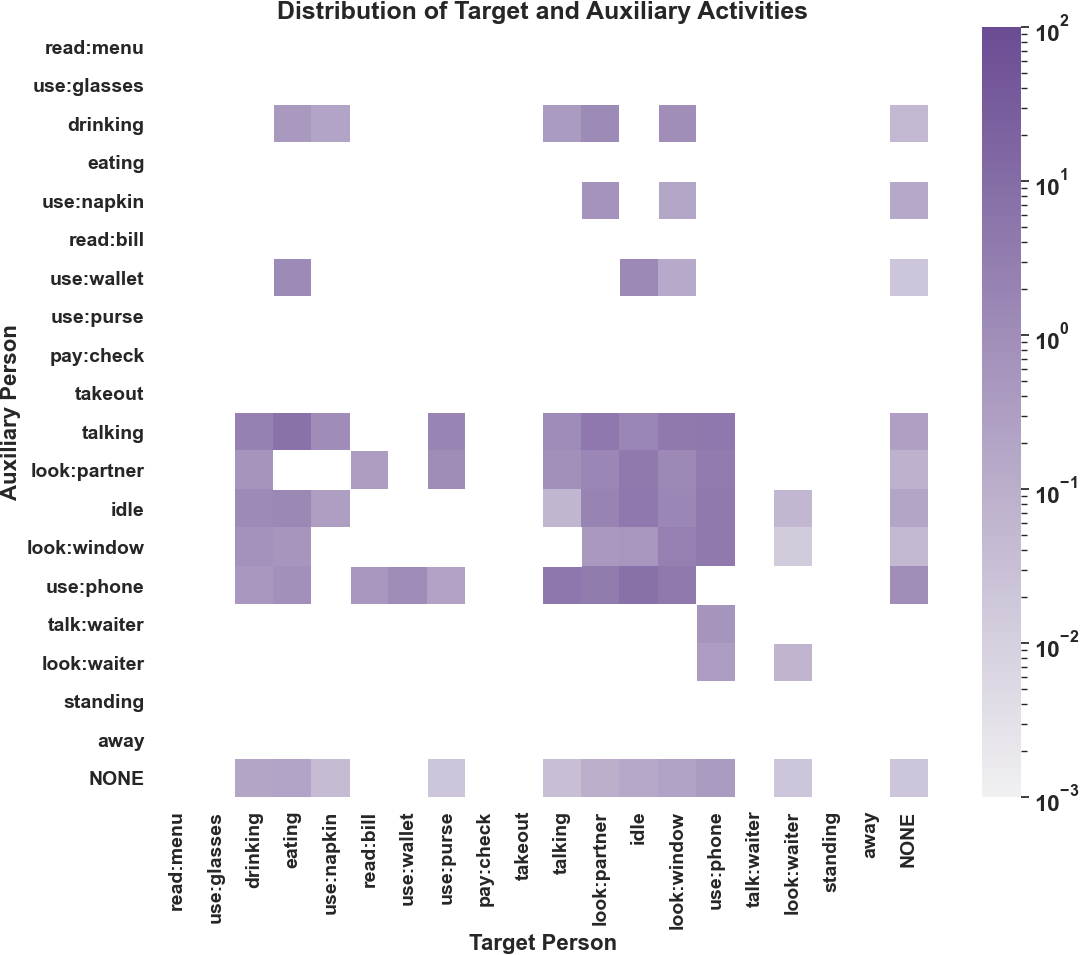 Distribution of Target and Auxiliary Activities
Auxiliary Person
read:menu
use:glasses
drinking
eating
use:napkin
read:bill
use:wallet
use:purse
pay:check
takeout
talking
look:partner
idle
look:window
use:phone
talk:waiter
look:waiter
standing
away
NONE
read:menu
use:glasses
drinking
eating
use:napkin
read:bill
use:wallet
use:purse
pay:check
takeout
talking
look:partner
idle
look:window
use:phone
talk:waiter
look:waiter
standing
away
NONE
Target Person
10²
10¹
10⁰
10⁻¹
10⁻²
10⁻³